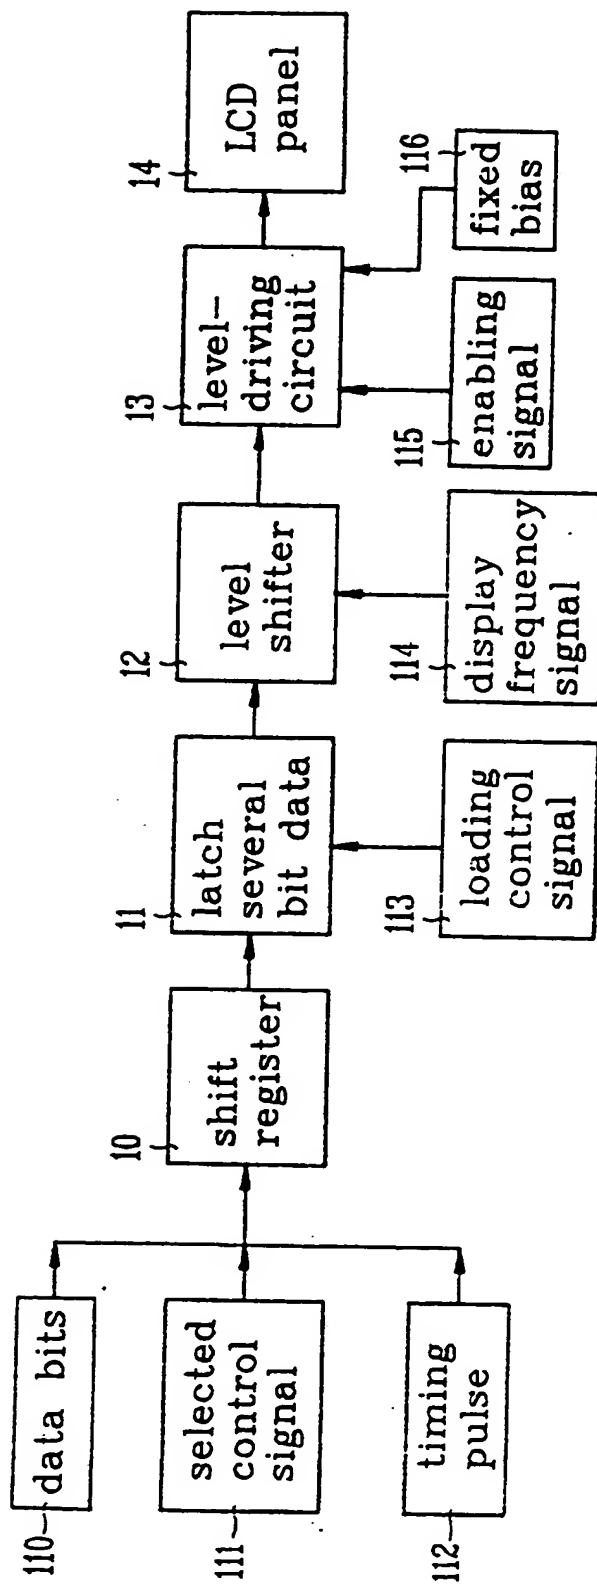 110
data bits
111
selected
control
signal
112
timing
pulse
10
shift
register
11
latch
several
bit data
113
loading
control
signal
12
level
shifter
114
display
frequency
signal
13
level-
driving
circuit
115
enabling
signal
116
fixed
bias
14
LCD
panel